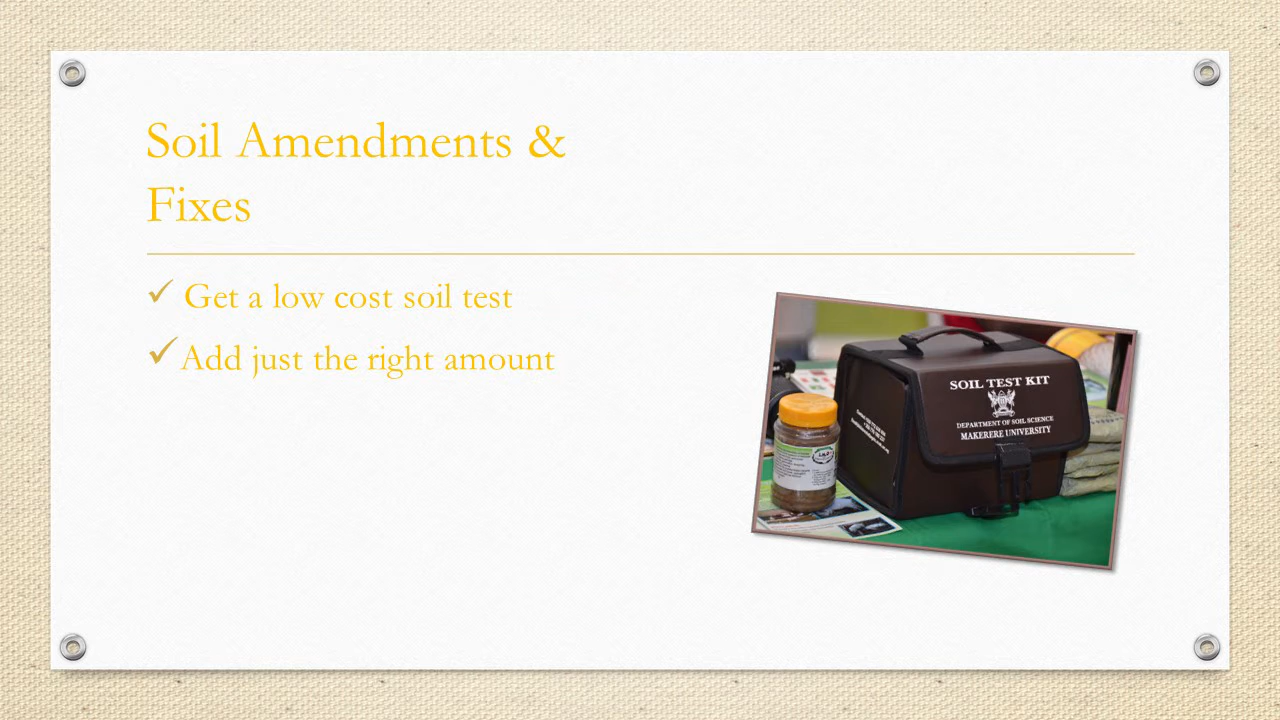 Soil Amendments &
Fixes
Get a low cost soil test
Add just the right amount
SOIL TEST KIT
DEPARTMENT OF SOIL SCIENCE
MAKERERE UNIVERSITY